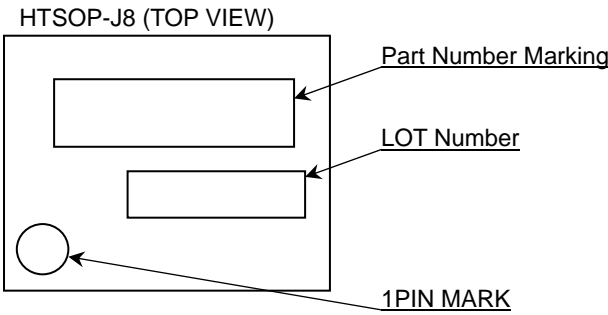 HTSOP-J8 (TOP VIEW)
Part Number Marking
LOT Number
1PIN MARK